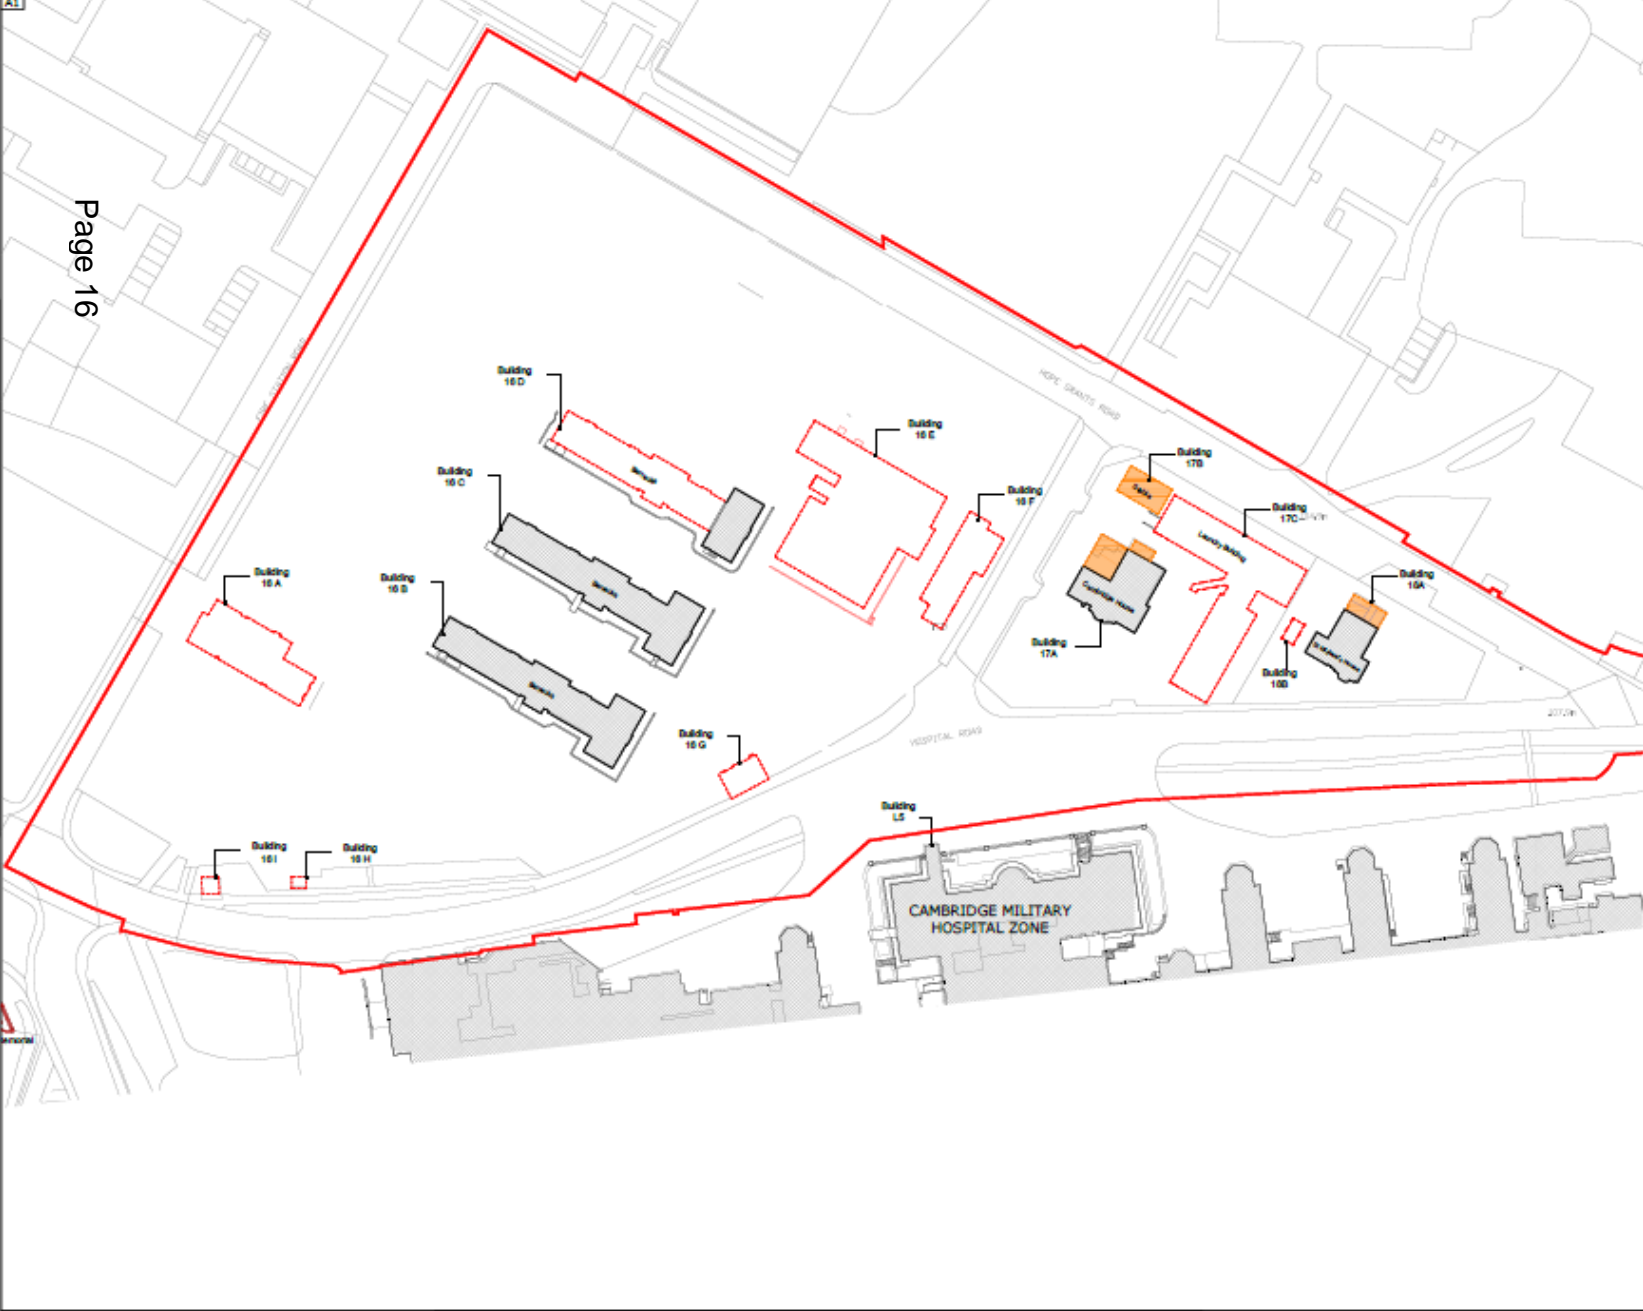 A1
Page 16
Building
16 D
Building
16 E
Building
16 C
Building
16 F
Building
17B
Building
17C
Laundry Building
HOPE GRANTS ROAD
Building
16 A
Building
16 B
Barracks
Barracks
Cambridge House
Building
17A
Building
18A
Building
18B
Building
16 G
HOSPITAL ROAD
Building
LS
Building
16 I
Building
16 H
CAMBRIDGE MILITARY
HOSPITAL ZONE